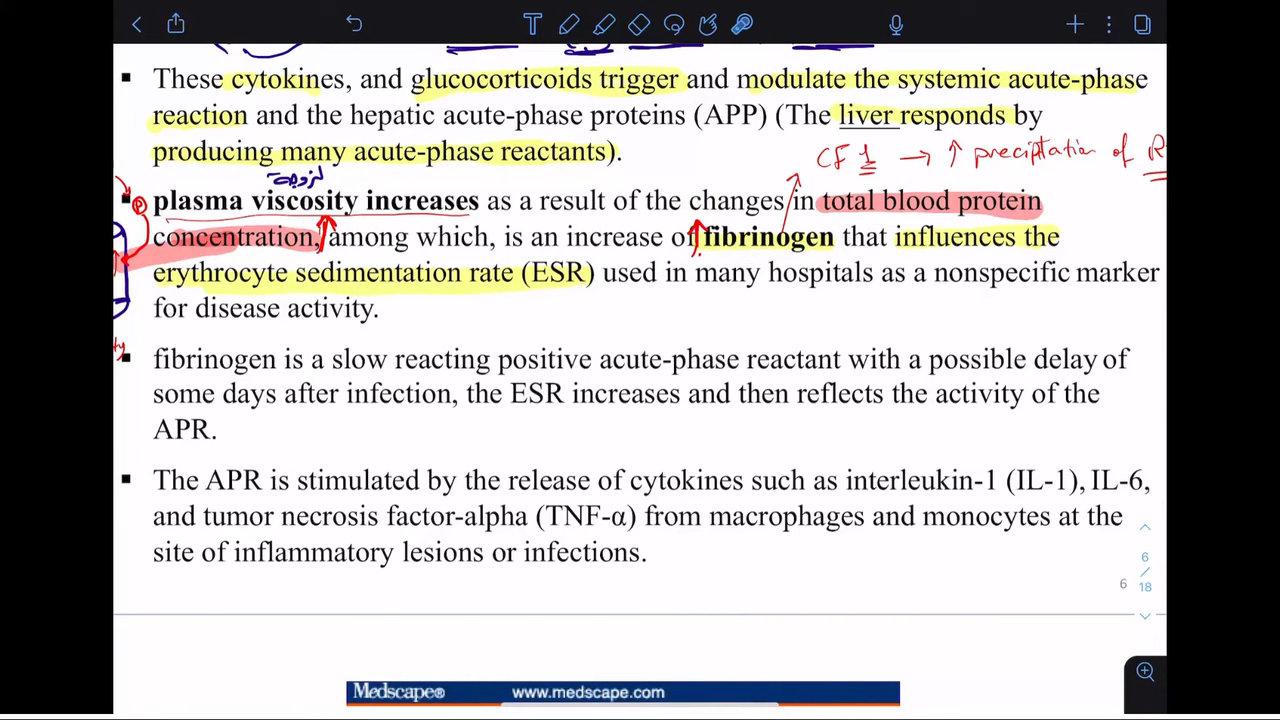 ▪ These cytokines, and glucocorticoids trigger and modulate the systemic acute-phase
reaction and the hepatic acute-phase proteins (APP) (The liver responds by
producing many acute-phase reactants).
CF 1 → ↑ preciptation of R
لزوجة
▪ plasma viscosity increases as a result of the changes in total blood protein
concentration, among which, is an increase of fibrinogen that influences the
erythrocyte sedimentation rate (ESR) used in many hospitals as a nonspecific marker
for disease activity.
▪ fibrinogen is a slow reacting positive acute-phase reactant with a possible delay of
some days after infection, the ESR increases and then reflects the activity of the
APR.
▪ The APR is stimulated by the release of cytokines such as interleukin-1 (IL-1), IL-6,
and tumor necrosis factor-alpha (TNF-α) from macrophages and monocytes at the
site of inflammatory lesions or infections.
6
6
/
18
Medscape® www.medscape.com